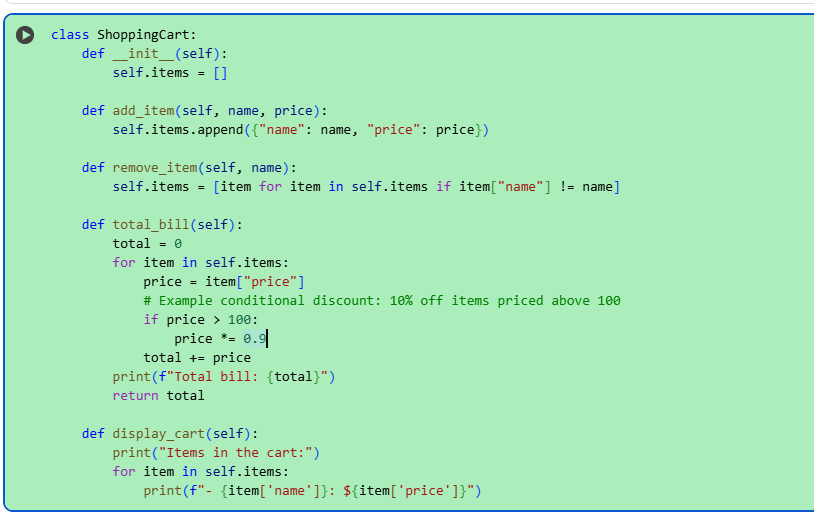 class ShoppingCart:
    def __init__(self):
        self.items = []

    def add_item(self, name, price):
        self.items.append({"name": name, "price": price})

    def remove_item(self, name):
        self.items = [item for item in self.items if item["name"] != name]

    def total_bill(self):
        total = 0
        for item in self.items:
            price = item["price"]
            # Example conditional discount: 10% off items priced above 100
            if price > 100:
                price *= 0.9
            total += price
        print(f"Total bill: {total}")
        return total

    def display_cart(self):
        print("Items in the cart:")
        for item in self.items:
            print(f"- {item['name']}: ${item['price']}")